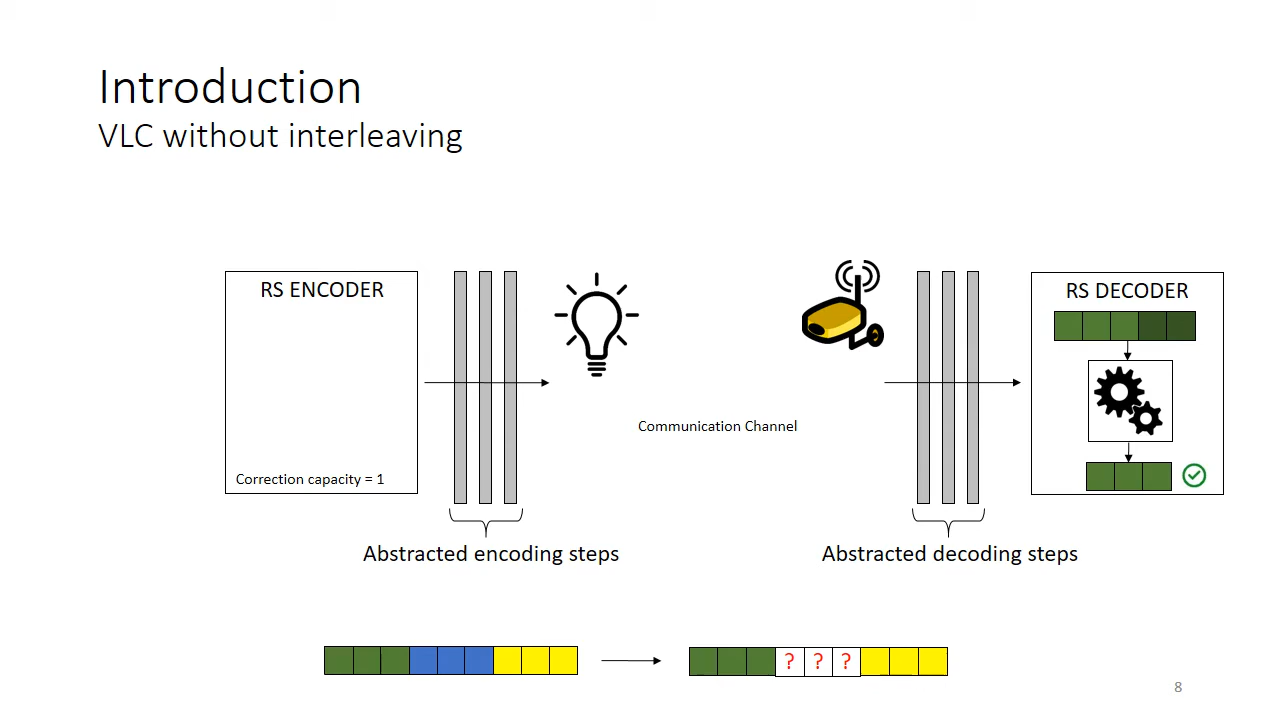 Introduction
VLC without interleaving
RS ENCODER
Correction capacity = 1
Abstracted encoding steps
Communication Channel
RS DECODER
Abstracted decoding steps
? ? ?
8